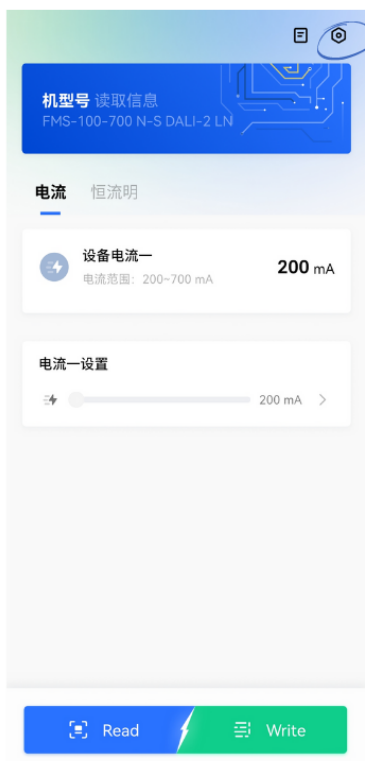 机型号 读取信息
FMS-100-700 N-S DALI-2 LN
电流 恒流明
设备电流一
200 mA
电流范围：200~700 mA
电流一设置
200 mA
Read
Write